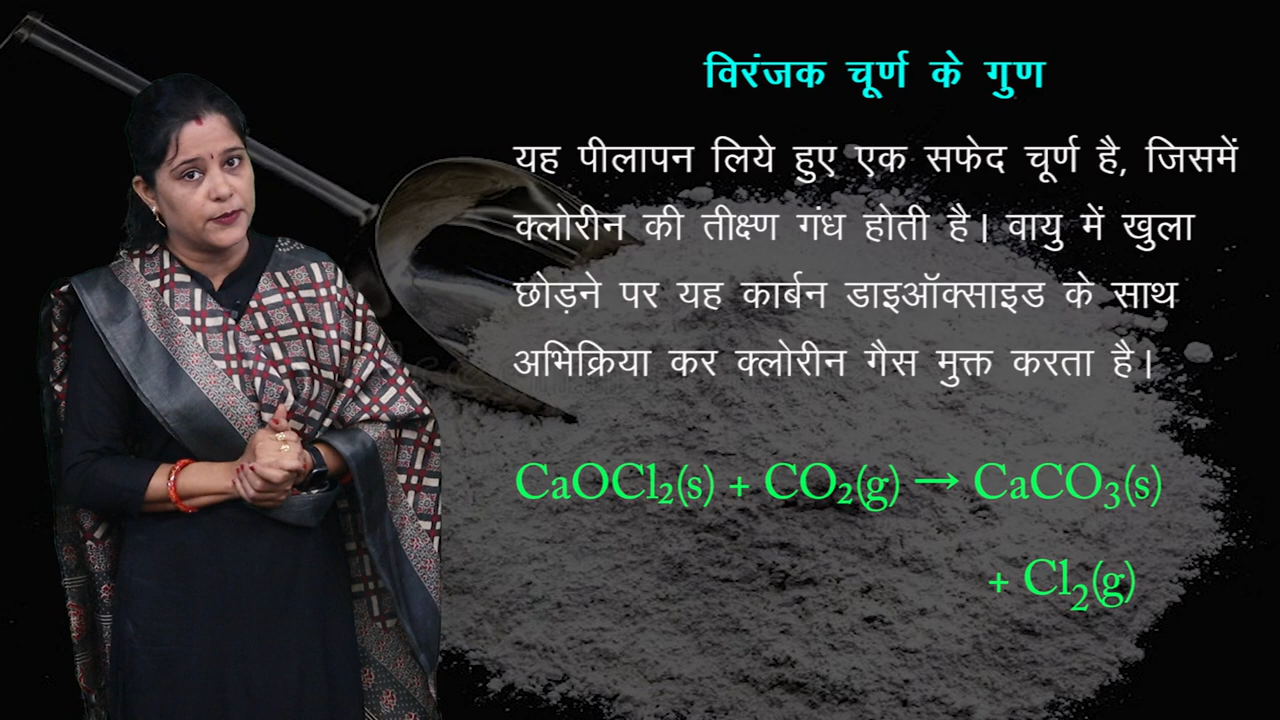 विरंजक चूर्ण के गुण
यह पीलापन लिये हुए एक सफेद चूर्ण है, जिसमें
क्लोरीन की तीक्ष्ण गंध होती है। वायु में खुला
छोड़ने पर यह कार्बन डाइऑक्साइड के साथ
अभिक्रिया कर क्लोरीन गैस मुक्त करता है।
CaOCl₂(s) + CO₂(g) → CaCO₃(s)
+ Cl₂(g)